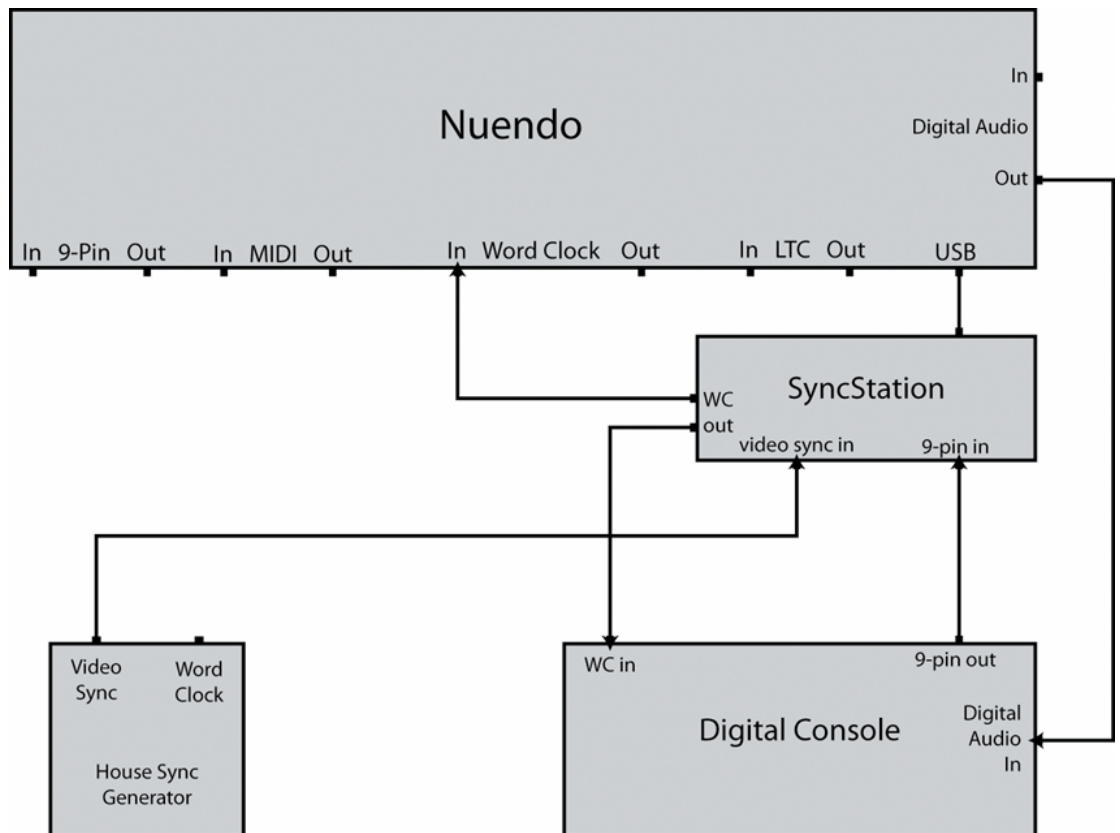 In
Nuendo
Digital Audio
Out
In 9-Pin Out In MIDI Out In Word Clock Out In LTC Out USB
SyncStation
WC
out
video sync in 9-pin in
Video
Sync
Word
Clock
House Sync
Generator
WC in 9-pin out
Digital Console
Digital
Audio
In